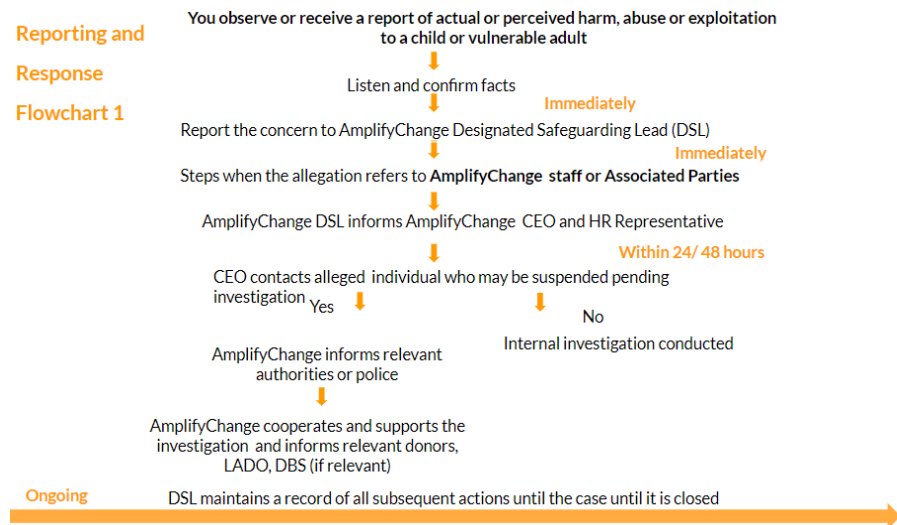 Reporting and
Response
Flowchart 1
You observe or receive a report of actual or perceived harm, abuse or exploitation
to a child or vulnerable adult
Listen and confirm facts
Immediately
Report the concern to AmplifyChange Designated Safeguarding Lead (DSL)
Immediately
Steps when the allegation refers to AmplifyChange staff or Associated Parties
AmplifyChange DSL informs AmplifyChange CEO and HR Representative
Within 24/ 48 hours
CEO contacts alleged individual who may be suspended pending
investigation
Yes
No
Internal investigation conducted
AmplifyChange informs relevant
authorities or police
AmplifyChange cooperates and supports the
investigation and informs relevant donors,
LADO, DBS (if relevant)
Ongoing
DSL maintains a record of all subsequent actions until the case until it is closed